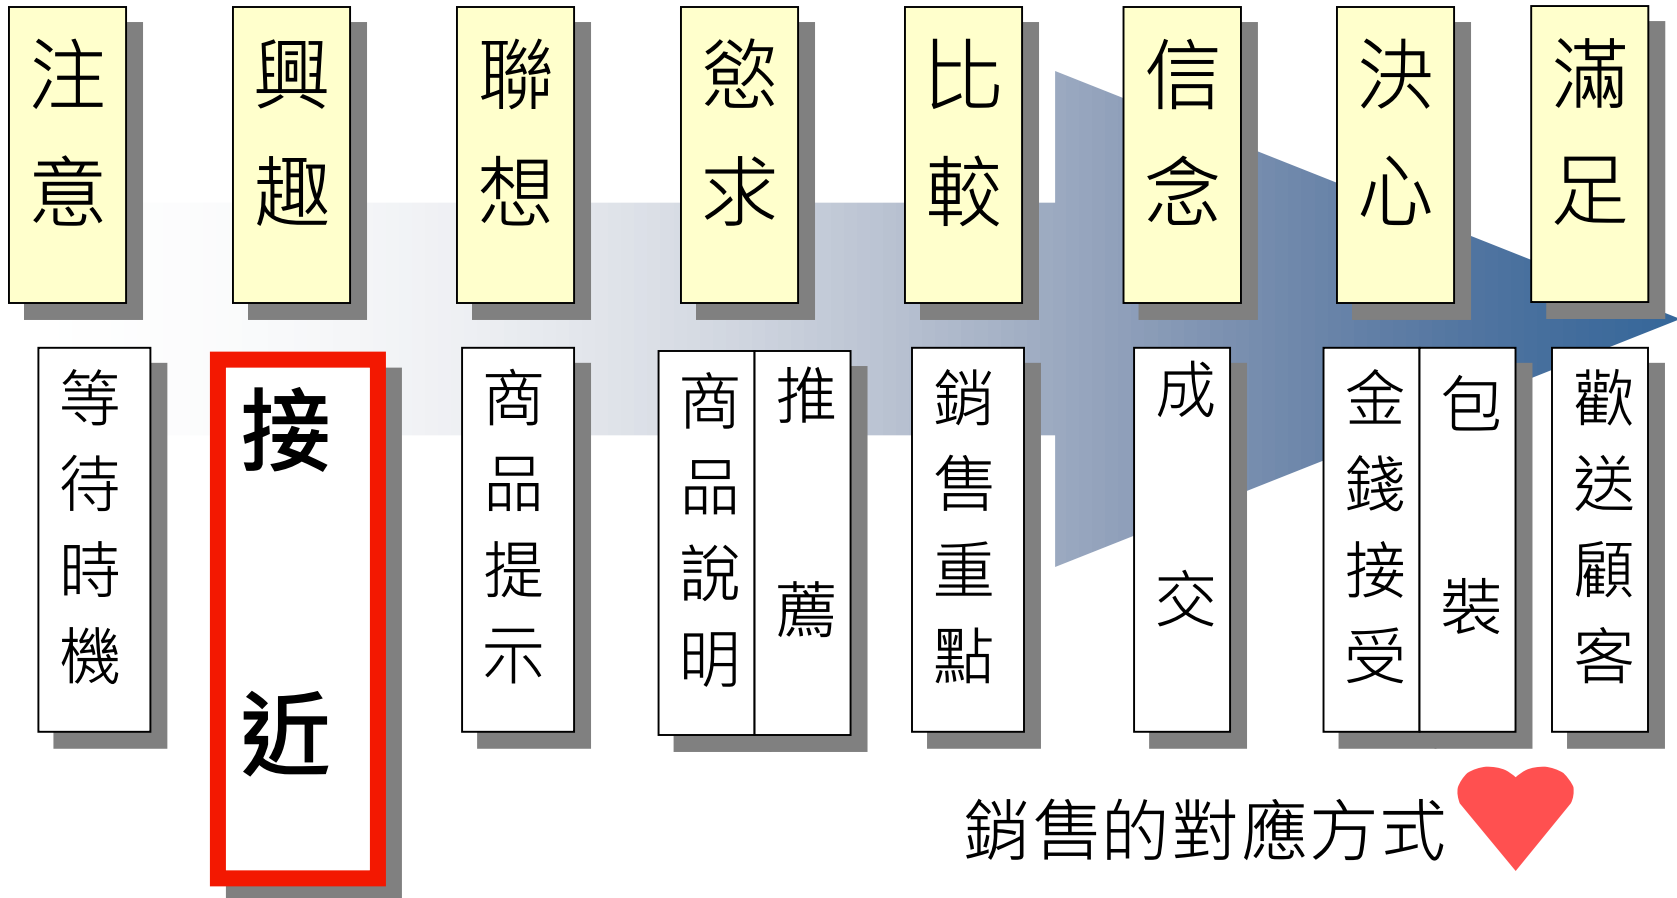 注意
興趣
聯想
慾求
比較
信念
決心
滿足
等待時機
接近
商品提示
商品說明
推薦
銷售重點
成交
金錢接受
包裝
歡送顧客
銷售的對應方式